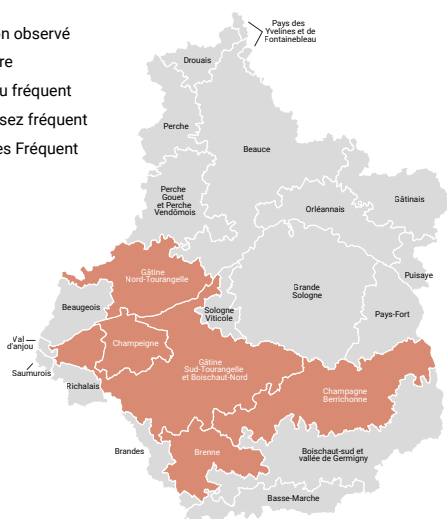 on observé
re
u fréquent
sez fréquent
es Fréquent
Pays des
Yvelines et de
Fontainebleau
Drouais
Perche
Beauce
Perche
Gouet
et Perche
Vendômois
Orléannais
Gâtinais
Puisaye
Gâtine
Nord-Tourangelle
Grande
Sologne
Beaugeois
Sologne
Viticole
Pays-Fort
Val
d'anjou
Champeigne
Saumurois
Gâtine
Sud-Tourangelle
et Boischaut-Nord
Richalais
Champagne
Berrichonne
Brandes
Brenne
Boischaut-sud et
vallée de Germigny
Basse-Marche